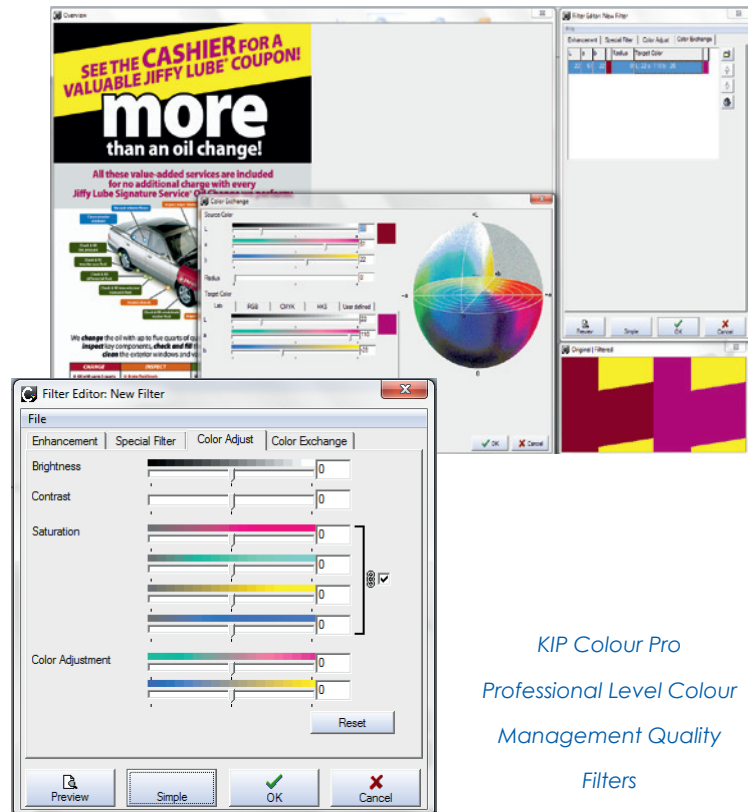 Overview
SEE THE CASHIER FOR A
VALUABLE JIFFY LUBE® COUPON!
more
than an oil change!
All these value-added services are included
for no additional charge with every
Jiffy Lube Signature Service® Oil Change
We change the oil with up to five quarts of
inspect key components, check and fill
clean the exterior windows and
CHANGE INSPECT
Filter Editor: New Filter
File
Enhancement Special Filter Color Adjust Color Exchange
L a b Radius Target Color
Preview Simple OK Cancel
Original | Filtered
Color Exchange
Source Color
L
a 51
b 22
Radius 0
Target Color
Lab RGB CMYK HKS User defined
L 22
a 110
b
OK Cancel
Filter Editor: New Filter
File
Enhancement Special Filter Color Adjust Color Exchange
Brightness 0
Contrast 0
Saturation 0
0
0
0
Color Adjustment 0
0
Reset
Preview Simple OK Cancel
KIP Colour Pro
Professional Level Colour
Management Quality
Filters